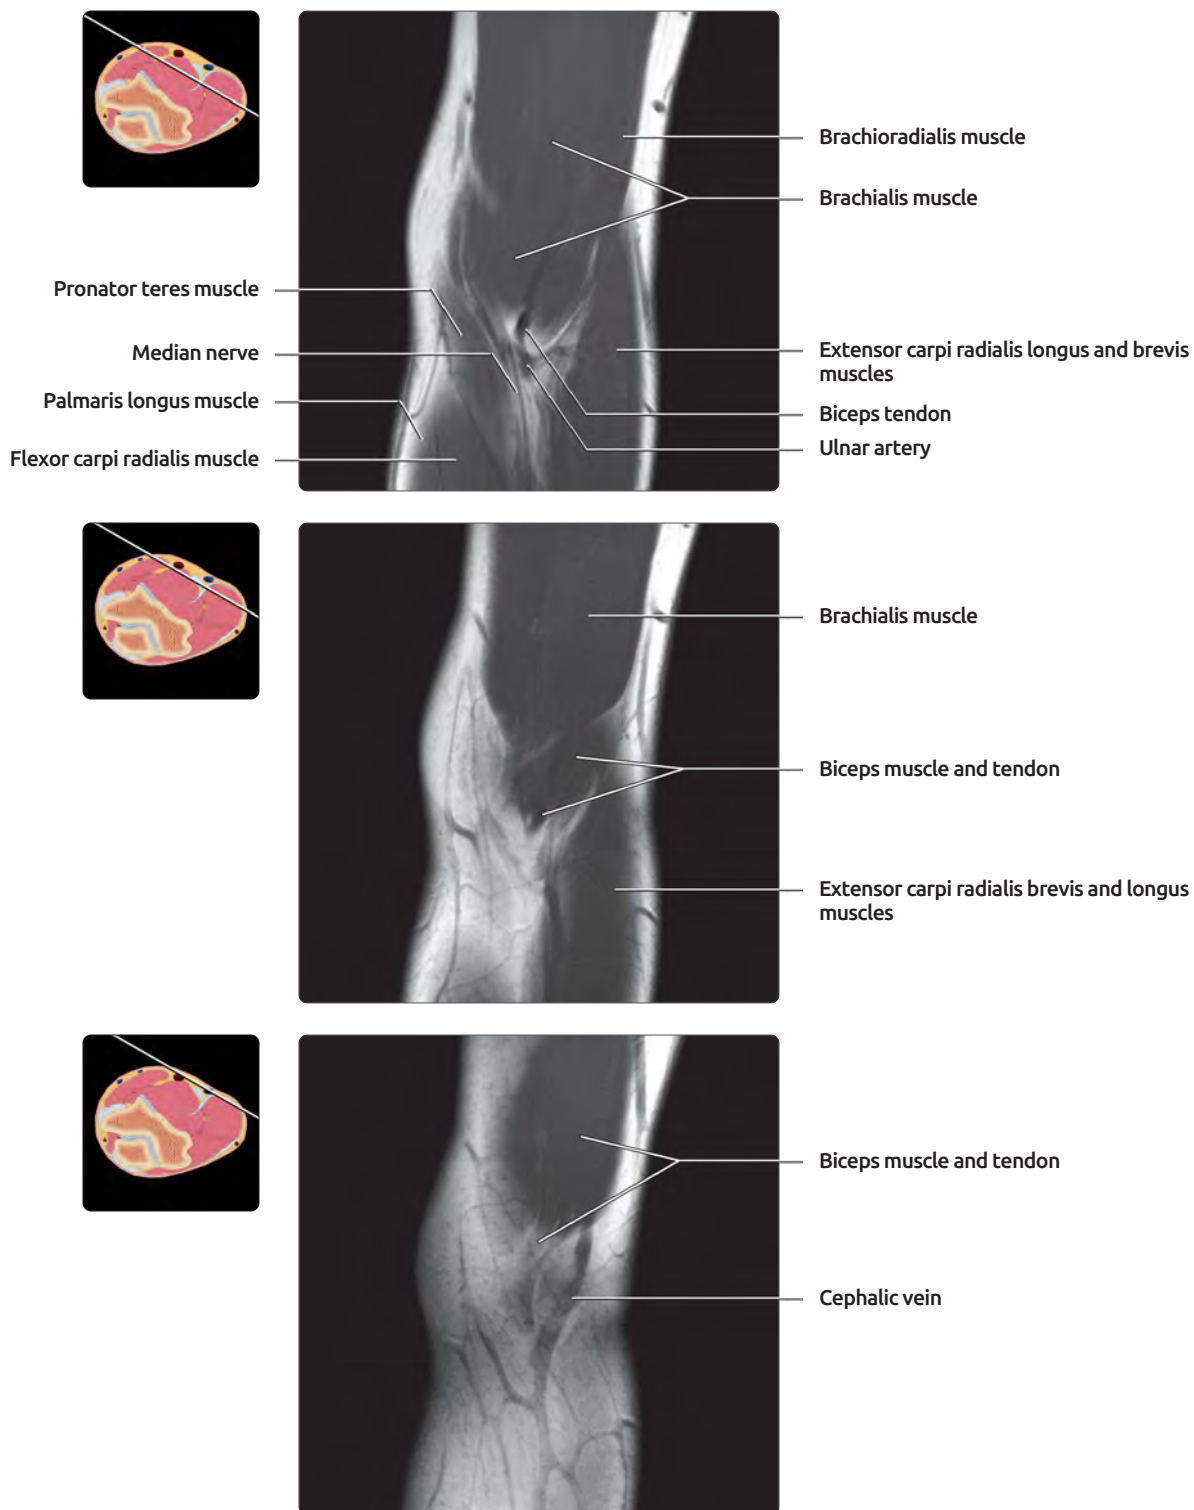 Brachioradialis muscle
Brachialis muscle
Pronator teres muscle
Median nerve
Palmaris longus muscle
Flexor carpi radialis muscle
Extensor carpi radialis longus and brevis
muscles
Biceps tendon
Ulnar artery
Brachialis muscle
Biceps muscle and tendon
Extensor carpi radialis brevis and longus
muscles
Biceps muscle and tendon
Cephalic vein